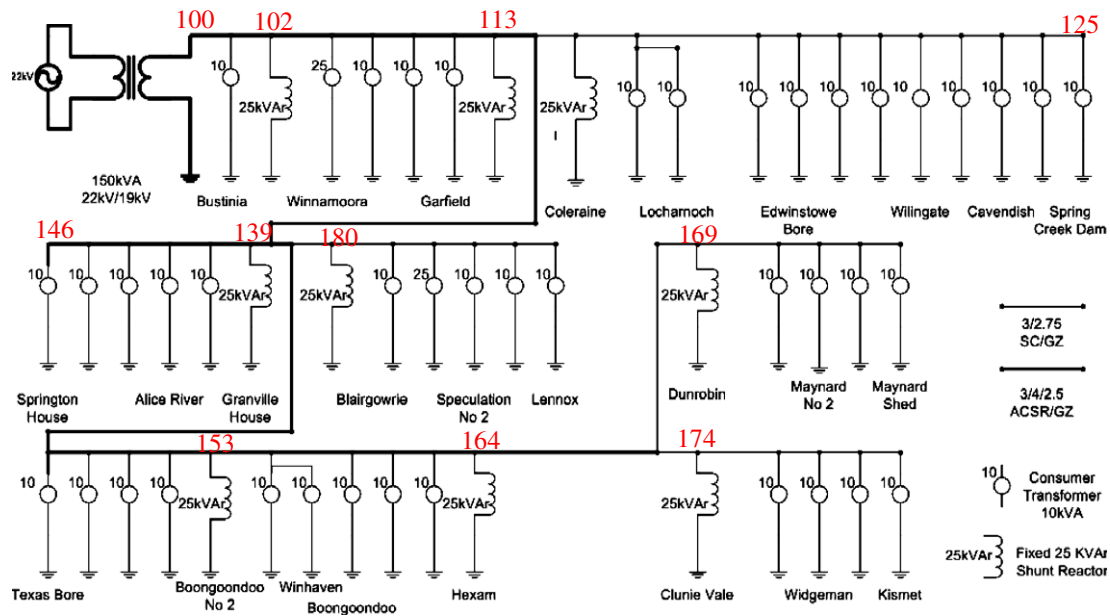 100 102 113 125
22kV
10 10 25 10 10 10 10 10 10 10 10 10 10 10 10 10 10
25kVAr 25kVAr 25kVAr
I
150kVA
22kV/19kV
Bustinia Winnamoora Garfield Coleraine Locharnoch Edwinstowe Bore Wilingate Cavendish Spring Creek Dam
146 139 180 169
10 10 10 10 10 10 25 10 10 10 10 10 10 10
25kVAr 25kVAr 25kVAr
3/2.75
SC/GZ
Springton House Alice River Granville House Blairgowrie Speculation No 2 Lennox Dunrobin Maynard No 2 Maynard Shed
3/4/2.5
ACSR/GZ
153 164 174
10 10 10 10 10 10 10 10 10 10 10 10 10
25kVAr 25kVAr 25kVAr
10 Consumer
Transformer
10kVA
25kVAr Fixed 25 KVAr
Shunt Reactor
Texas Bore Boongoondoo No 2 Winhaven Boongoondoo Hexam Clunie Vale Widgeman Kismet